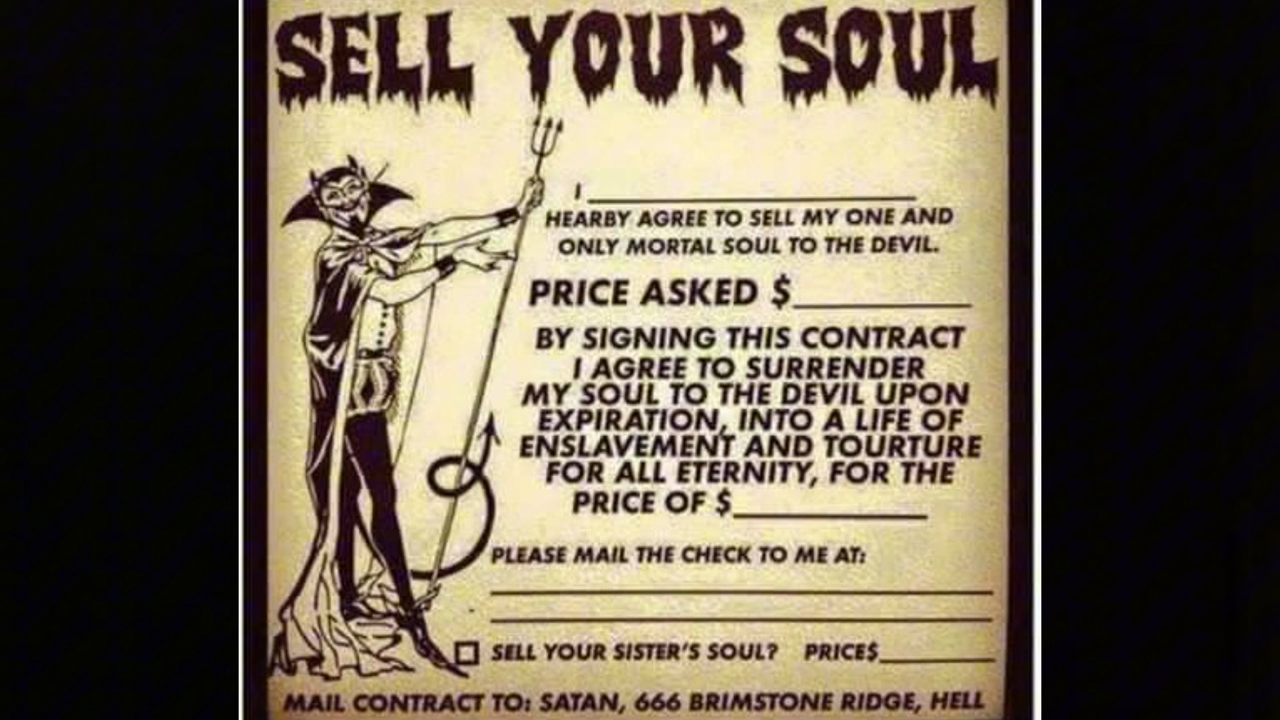 SELL YOUR SOUL
I
HEARBY AGREE TO SELL MY ONE AND
ONLY MORTAL SOUL TO THE DEVIL.
PRICE ASKED $
BY SIGNING THIS CONTRACT
I AGREE TO SURRENDER
MY SOUL TO THE DEVIL UPON
EXPIRATION, INTO A LIFE OF
ENSLAVEMENT AND TOURTURE
FOR ALL ETERNITY, FOR THE
PRICE OF $
PLEASE MAIL THE CHECK TO ME AT:
SELL YOUR SISTER'S SOUL? PRICE$
MAIL CONTRACT TO: SATAN, 666 BRIMSTONE RIDGE, HELL